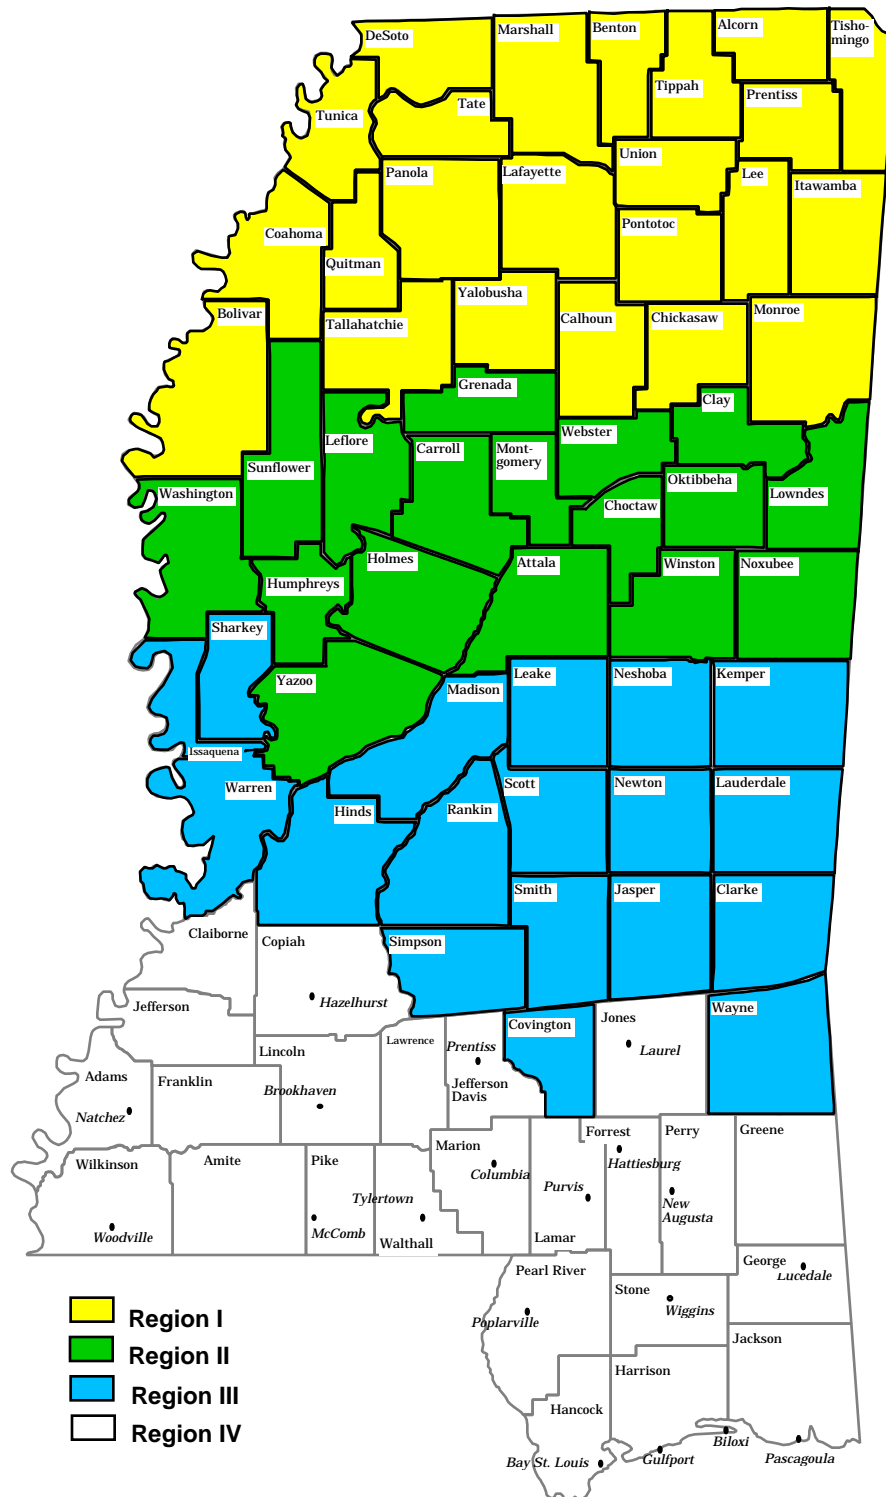 DeSoto
Marshall
Benton
Alcorn
Tisho-
mingo
Tippah
Prentiss
Tate
Tunica
Union
Panola
Lafayette
Lee
Itawamba
Pontotoc
Coahoma
Quitman
Yalobusha
Bolivar
Tallahatchie
Calhoun
Chickasaw
Monroe
Grenada
Clay
Webster
Leflore
Carroll
Mont-
gomery
Sunflower
Oktibbeha
Washington
Choctaw
Lowndes
Holmes
Attala
Winston
Noxubee
Humphreys
Sharkey
Yazoo
Madison
Leake
Neshoba
Kemper
Issaquena
Warren
Scott
Newton
Lauderdale
Hinds
Rankin
Smith
Jasper
Clarke
Claiborne
Copiah
Simpson
Hazelhurst
Jefferson
Covington
Jones
Wayne
Lawrence
Prentiss
Laurel
Lincoln
Adams
Franklin
Brookhaven
Jefferson
Davis
Natchez
Forrest
Perry
Greene
Marion
Wilkinson
Amite
Pike
Hattiesburg
Columbia
Tylertown
Purvis
New
Augusta
Woodville
McComb
Walthall
Lamar
Pearl River
George
Lucedale
Stone
Wiggins
Poplarville
Jackson
Harrison
Hancock
Biloxi
Gulfport
Pascagoula
Bay St. Louis
Region I
Region II
Region III
Region IV